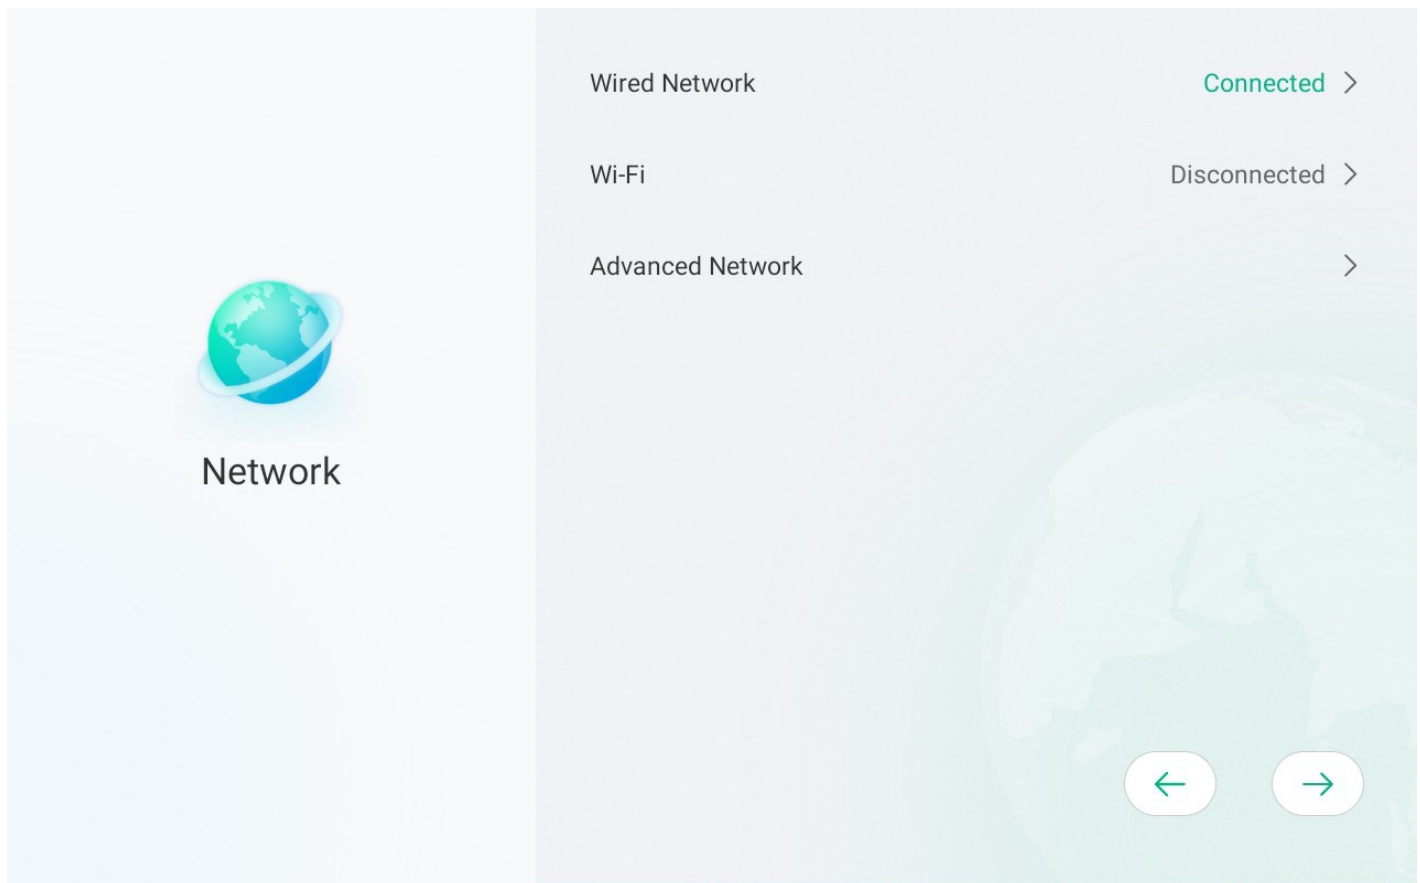 Wired Network
Connected
Wi-Fi
Disconnected
Advanced Network
Network